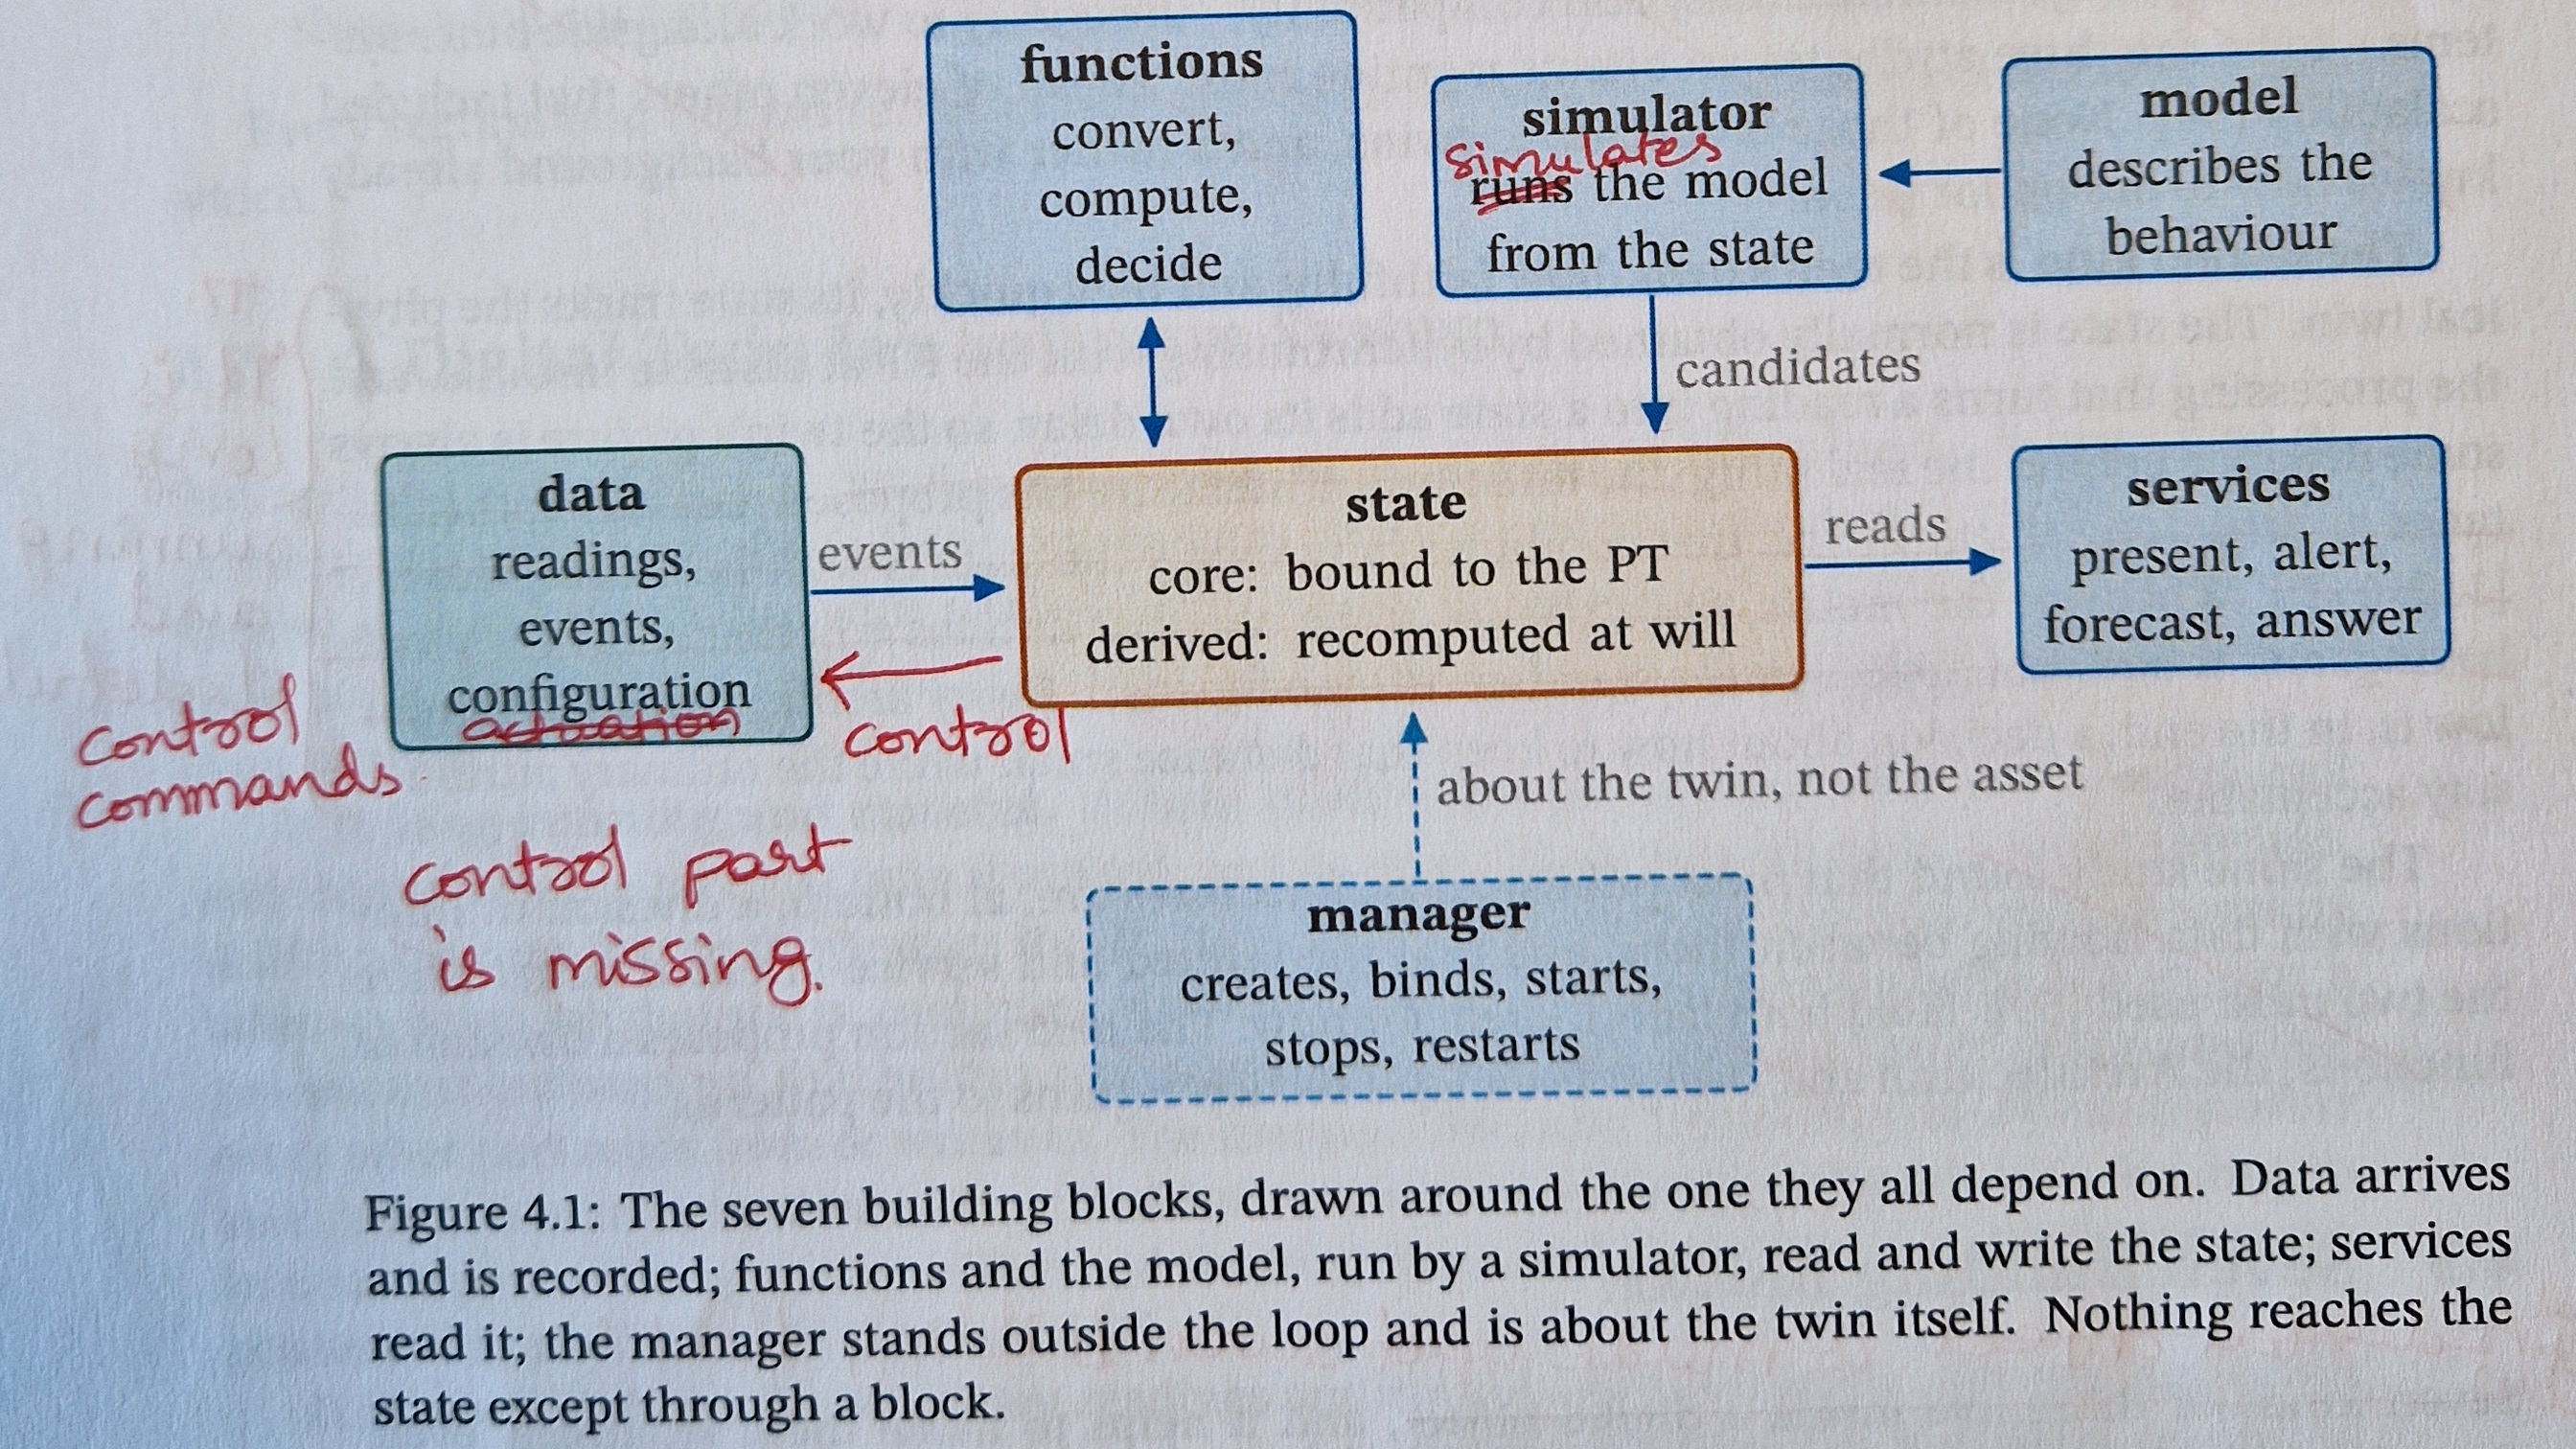 functions
convert,
compute,
decide
simulator
simulates
runs the model
from the state
model
describes the
behaviour
candidates
data
readings,
events,
configuration
actuation
events
state
core: bound to the PT
derived: recomputed at will
reads
services
present, alert,
forecast, answer
control
commands
control
control part
is missing.
about the twin, not the asset
manager
creates, binds, starts,
stops, restarts
Figure 4.1: The seven building blocks, drawn around the one they all depend on. Data arrives
and is recorded; functions and the model, run by a simulator, read and write the state; services
read it; the manager stands outside the loop and is about the twin itself. Nothing reaches the
state except through a block.